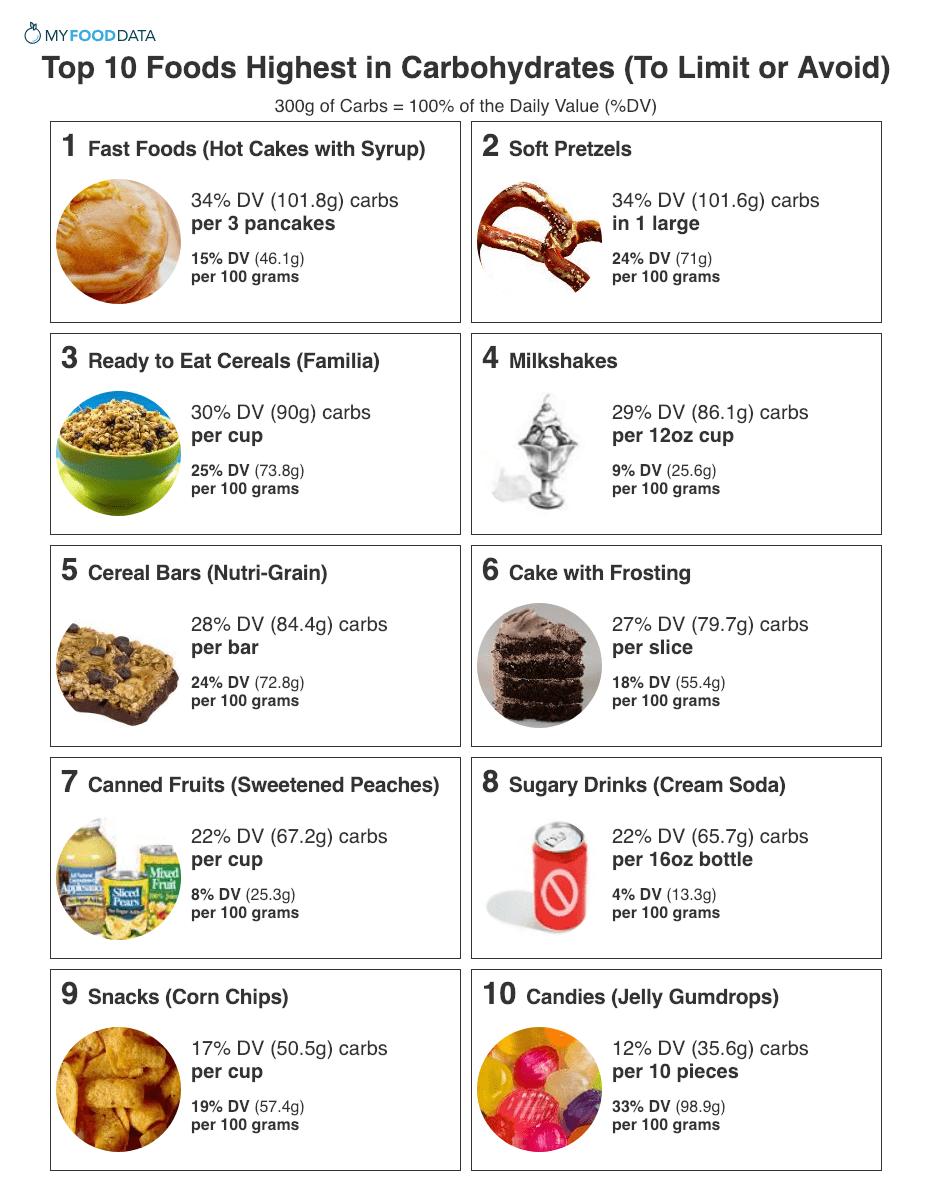 MYFOODDATA
Top 10 Foods Highest in Carbohydrates (To Limit or Avoid)
300g of Carbs = 100% of the Daily Value (%DV)
1 Fast Foods (Hot Cakes with Syrup)
34% DV (101.8g) carbs
per 3 pancakes
15% DV (46.1g)
per 100 grams
2 Soft Pretzels
34% DV (101.6g) carbs
in 1 large
24% DV (71g)
per 100 grams
3 Ready to Eat Cereals (Familia)
30% DV (90g) carbs
per cup
25% DV (73.8g)
per 100 grams
4 Milkshakes
29% DV (86.1g) carbs
per 12oz cup
9% DV (25.6g)
per 100 grams
5 Cereal Bars (Nutri-Grain)
28% DV (84.4g) carbs
per bar
24% DV (72.8g)
per 100 grams
6 Cake with Frosting
27% DV (79.7g) carbs
per slice
18% DV (55.4g)
per 100 grams
7 Canned Fruits (Sweetened Peaches)
Applesauce
Sliced
Pears
Mixed
Fruit
22% DV (67.2g) carbs
per cup
8% DV (25.3g)
per 100 grams
8 Sugary Drinks (Cream Soda)
22% DV (65.7g) carbs
per 16oz bottle
4% DV (13.3g)
per 100 grams
9 Snacks (Corn Chips)
17% DV (50.5g) carbs
per cup
19% DV (57.4g)
per 100 grams
10 Candies (Jelly Gumdrops)
12% DV (35.6g) carbs
per 10 pieces
33% DV (98.9g)
per 100 grams